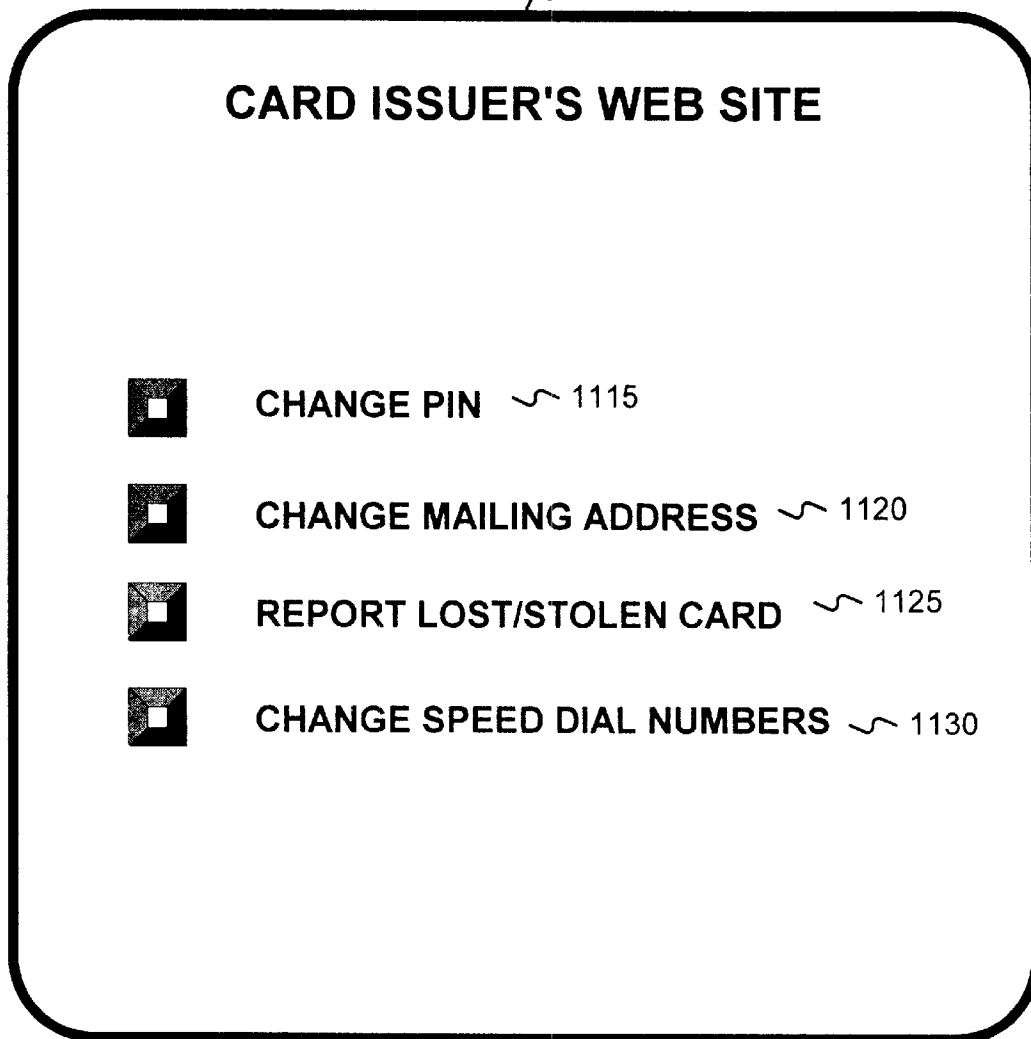 CARD ISSUER'S WEB SITE
CHANGE PIN 1115
CHANGE MAILING ADDRESS 1120
REPORT LOST/STOLEN CARD 1125
CHANGE SPEED DIAL NUMBERS 1130